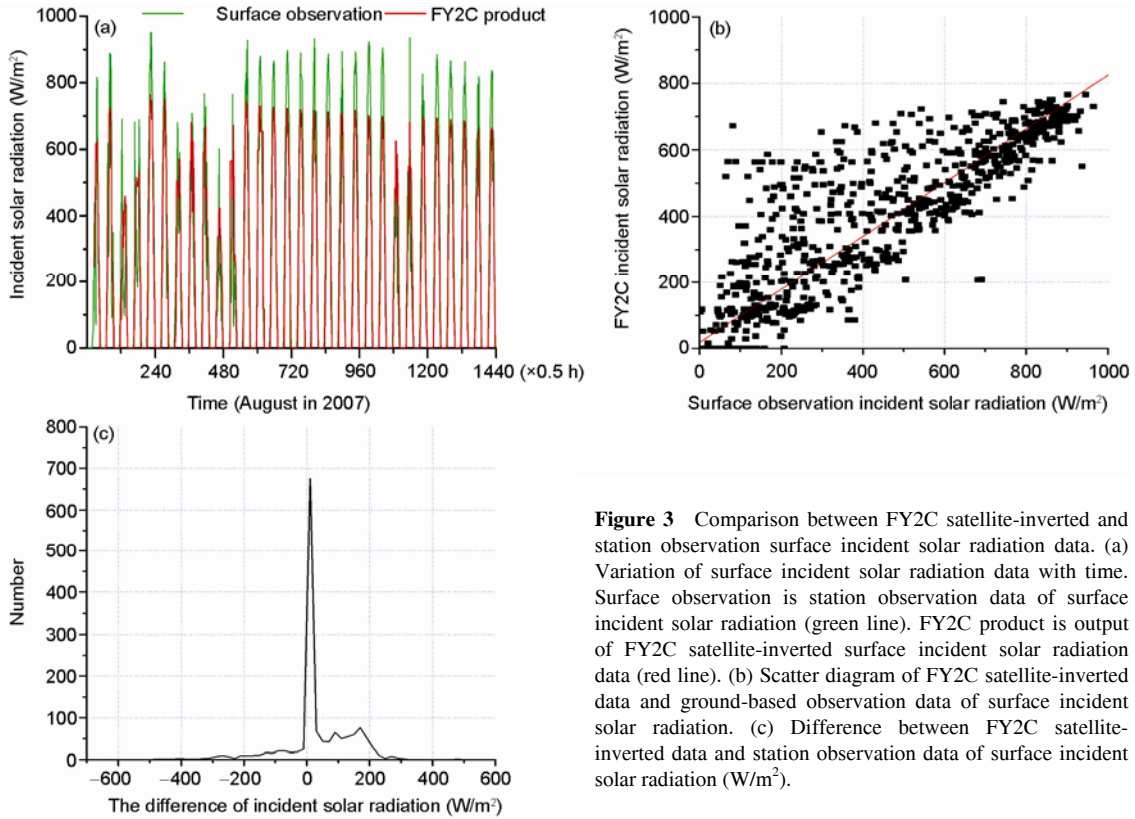 (a)
Surface observation
FY2C product
Incident solar radiation (W/m²)
1000
800
600
400
200
0
240
480
720
960
1200
1440 (×0.5 h)
Time (August in 2007)
(b)
FY2C incident solar radiation (W/m²)
1000
800
600
400
200
0
0
200
400
600
800
1000
Surface observation incident solar radiation (W/m²)
(c)
Number
800
700
600
500
400
300
200
100
0
−600
−400
−200
0
200
400
600
The difference of incident solar radiation (W/m²)
Figure 3 Comparison between FY2C satellite-inverted and
station observation surface incident solar radiation data. (a)
Variation of surface incident solar radiation data with time.
Surface observation is station observation data of surface
incident solar radiation (green line). FY2C product is output
of FY2C satellite-inverted surface incident solar radiation
data (red line). (b) Scatter diagram of FY2C satellite-inverted
data and ground-based observation data of surface incident
solar radiation. (c) Difference between FY2C satellite-
inverted data and station observation data of surface incident
solar radiation (W/m²).